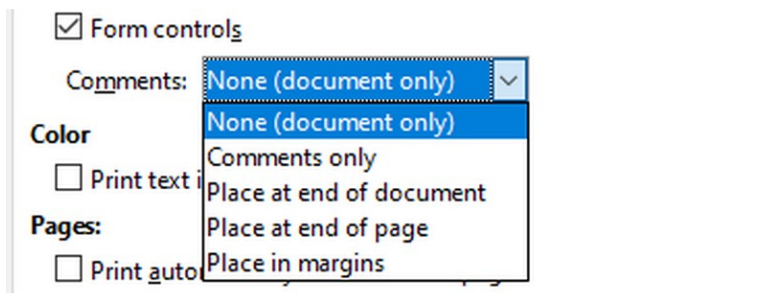 Form controls
Comments: None (document only)
None (document only)
Color
Comments only
Print text
Place at end of document
Pages:
Place at end of page
Print
Place in margins